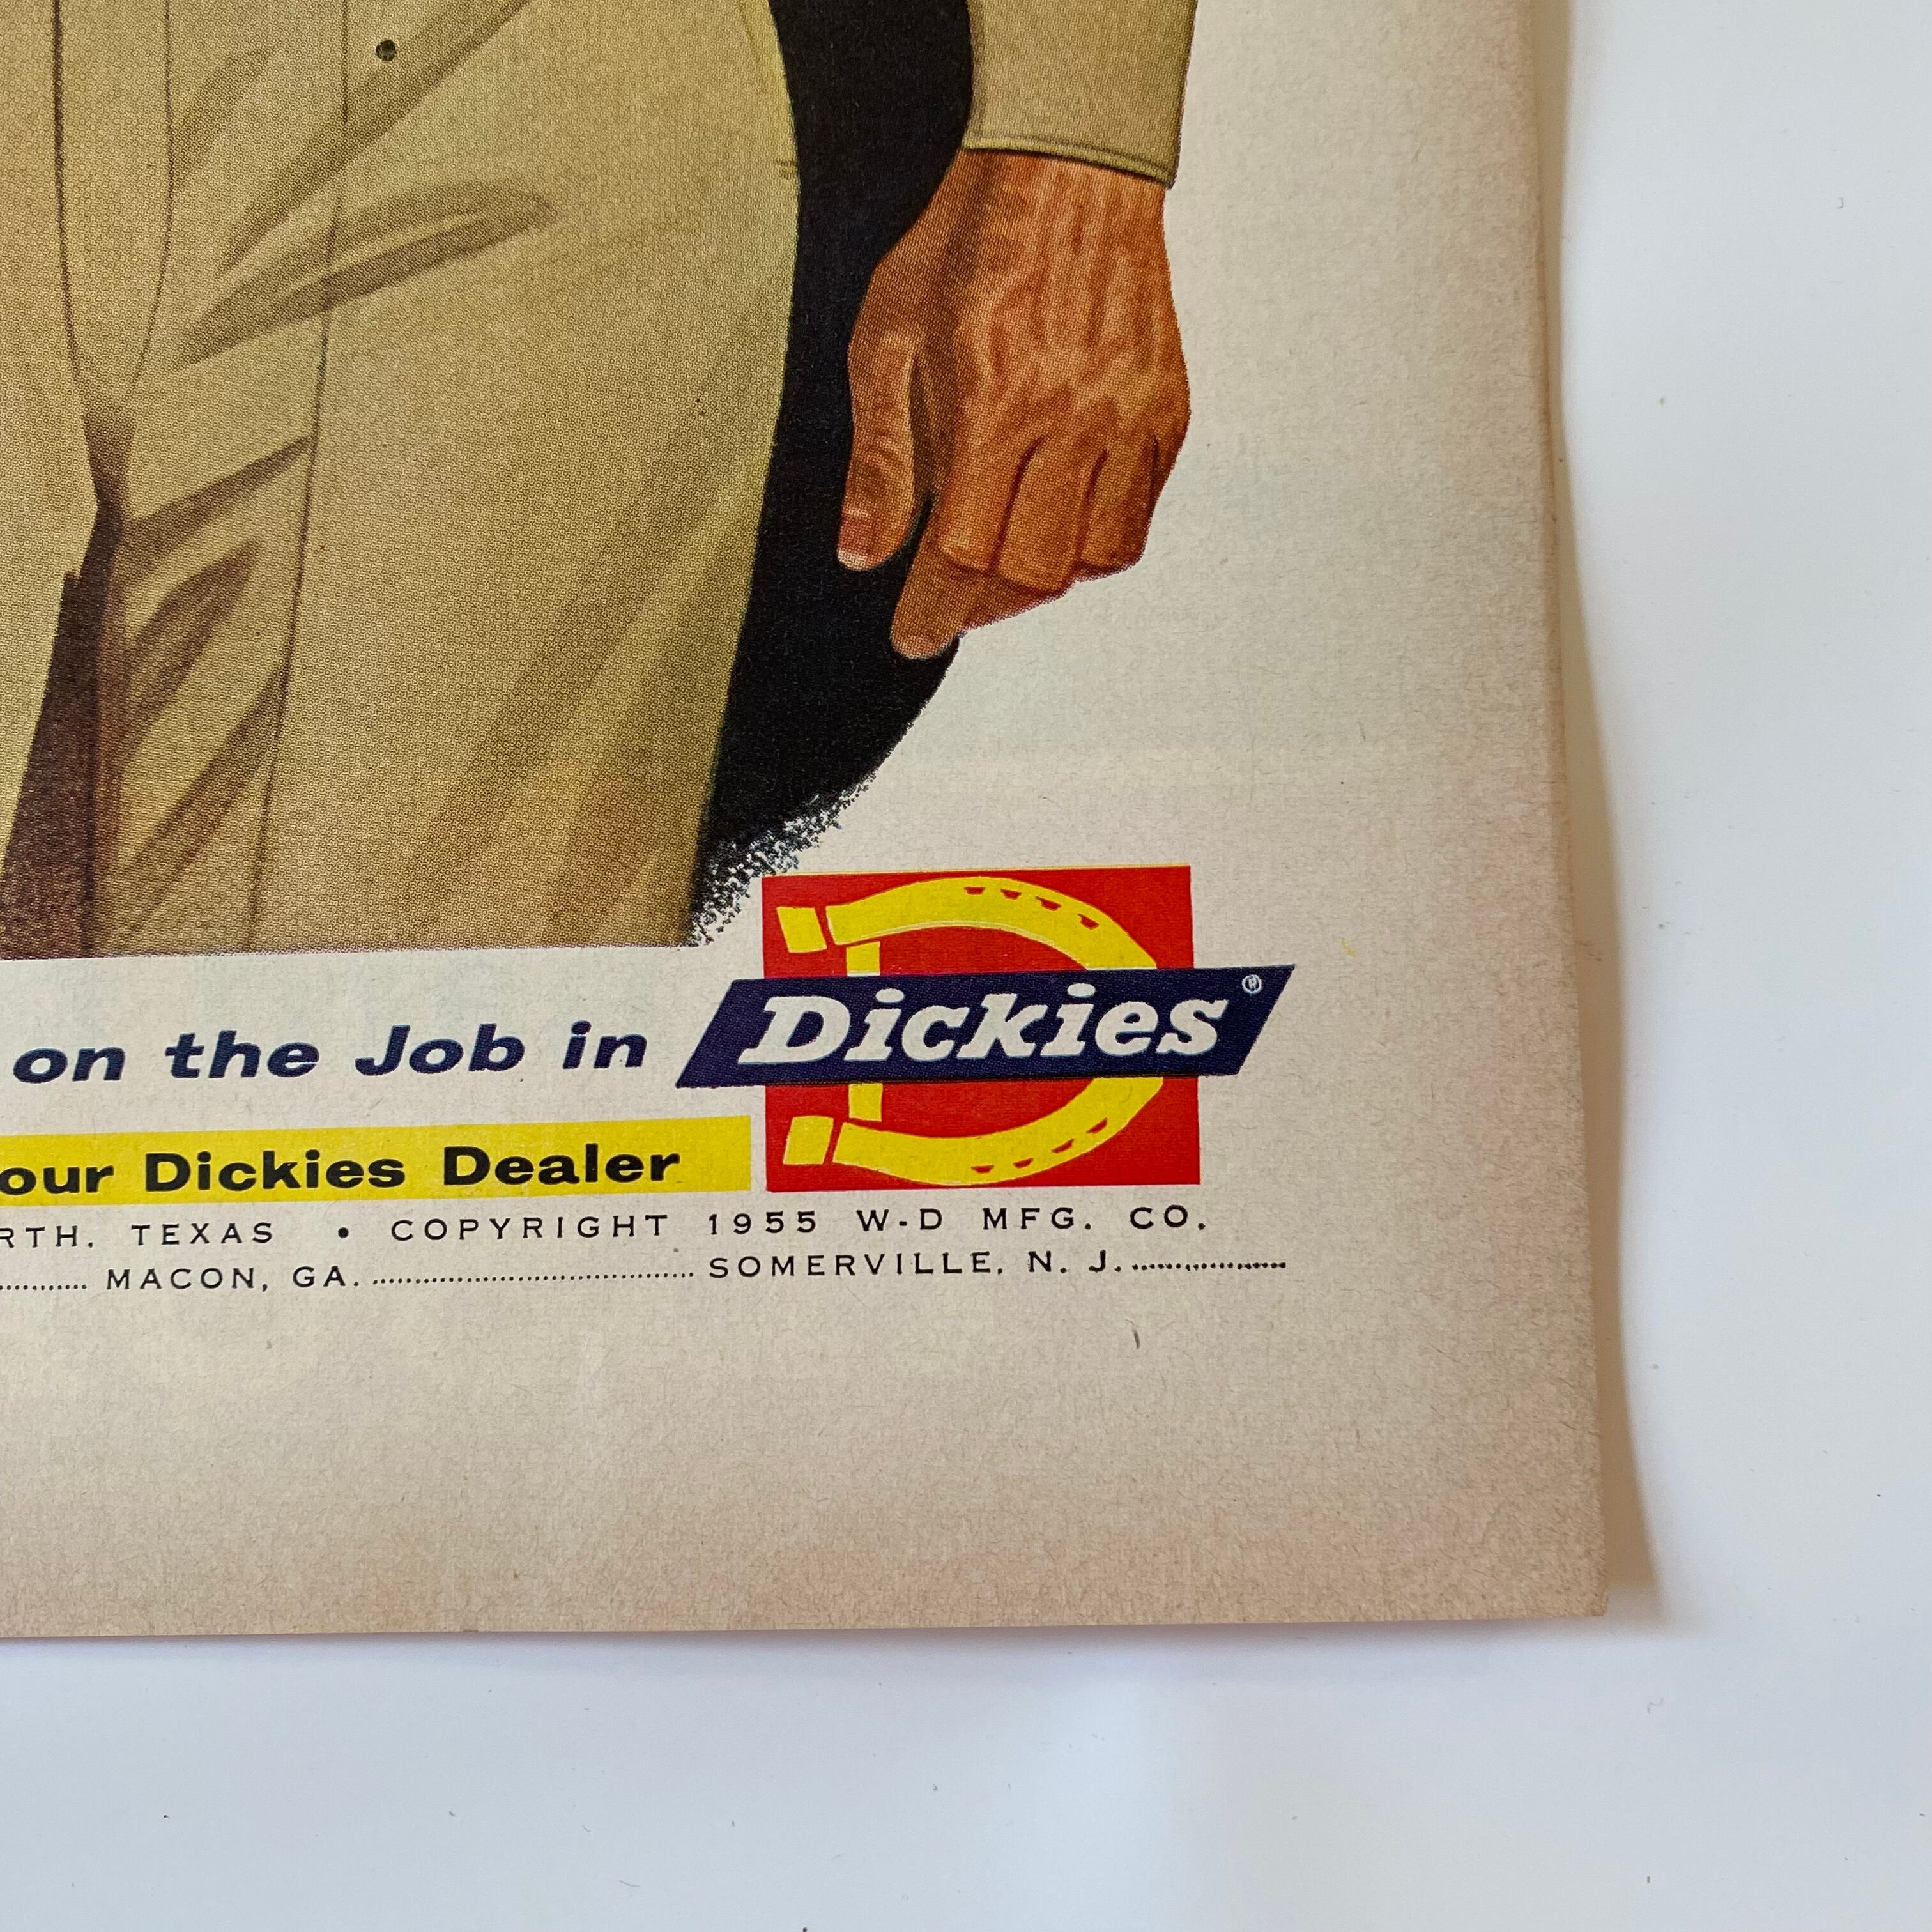 on the Job in Dickies®
our Dickies Dealer
RTH, TEXAS • COPYRIGHT 1955 W-D MFG. CO.
MACON, GA. SOMERVILLE, N. J.